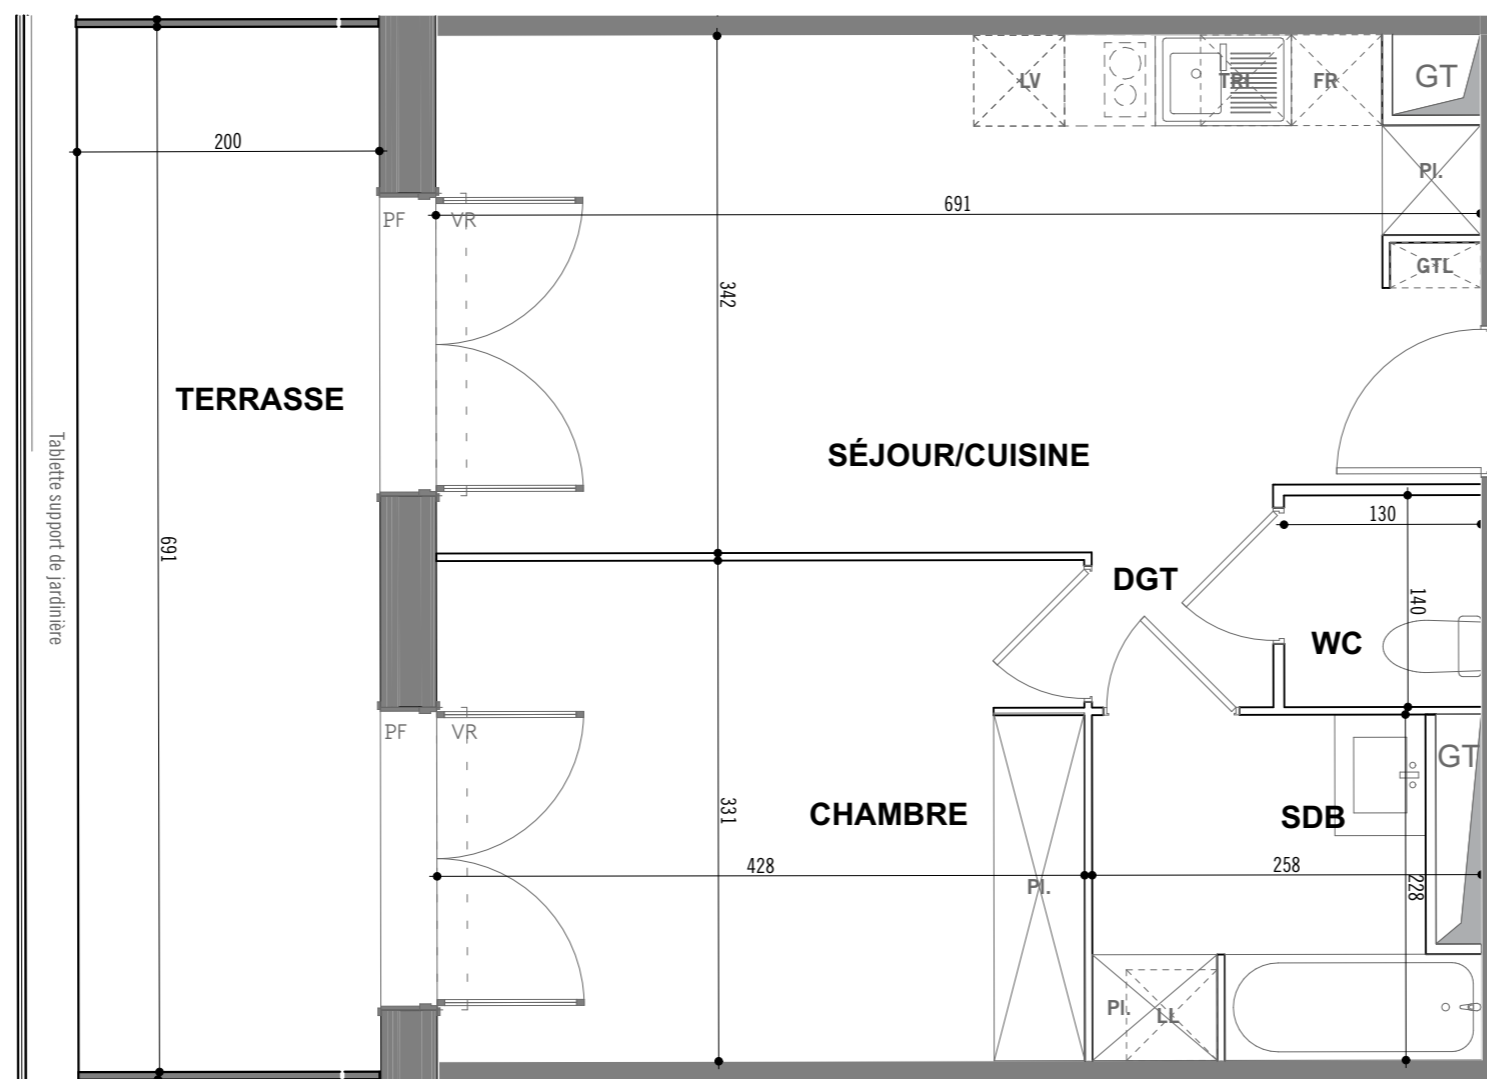 LV
TRI
FR
GT
200
PI.
691
PF
VR
GTL
342
TERRASSE
SÉJOUR/CUISINE
130
Tablette support de jardinière
691
DGT
140
WC
PF
VR
GT
331
CHAMBRE
SDB
428
258
228
PI.
PI.
LL